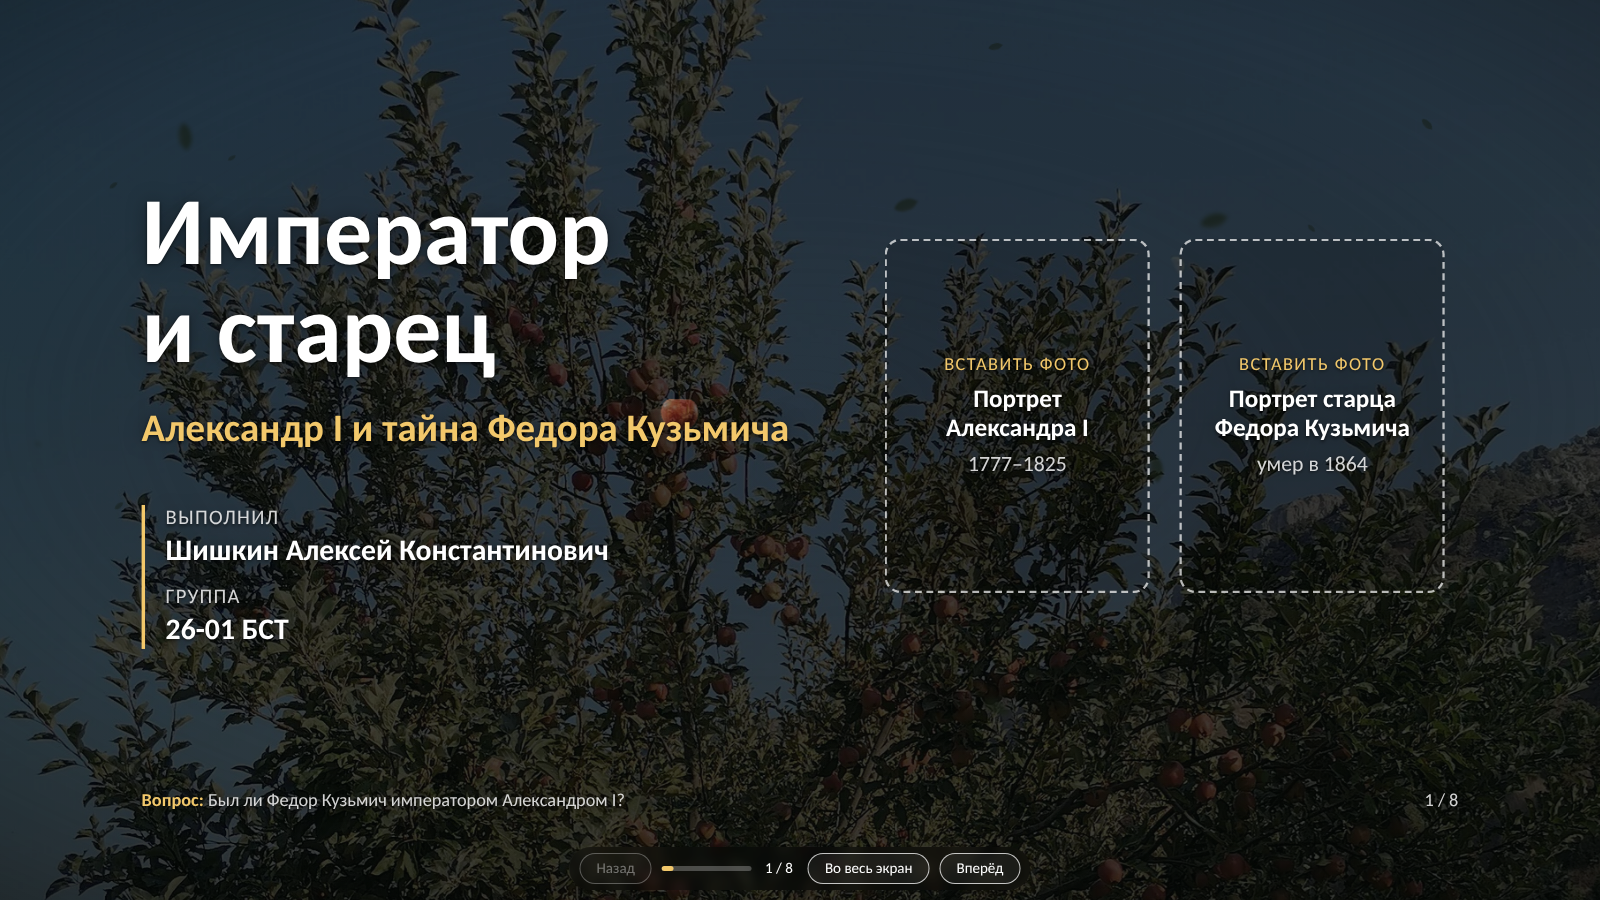 Император
и старец
Александр I и тайна Федора Кузьмича
ВЫПОЛНИЛ
Шишкин Алексей Константинович
ГРУППА
26-01 БСТ
ВСТАВИТЬ ФОТО
Портрет
Александра I
1777–1825
ВСТАВИТЬ ФОТО
Портрет старца
Федора Кузьмича
умер в 1864
Вопрос: Был ли Федор Кузьмич императором Александром I?
1 / 8
Назад
1 / 8
Во весь экран
Вперёд